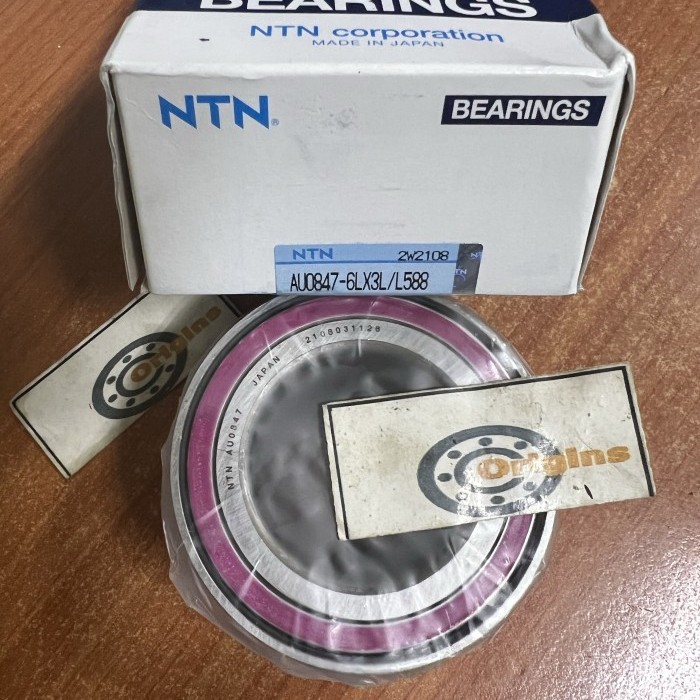 BEARINGS
NTN corporation
MADE IN JAPAN
NTN®
BEARINGS
NTN 2W2108
AU0847-6LX3L/L588
NTN AU0847 JAPAN 2108031128
Origins
Origins